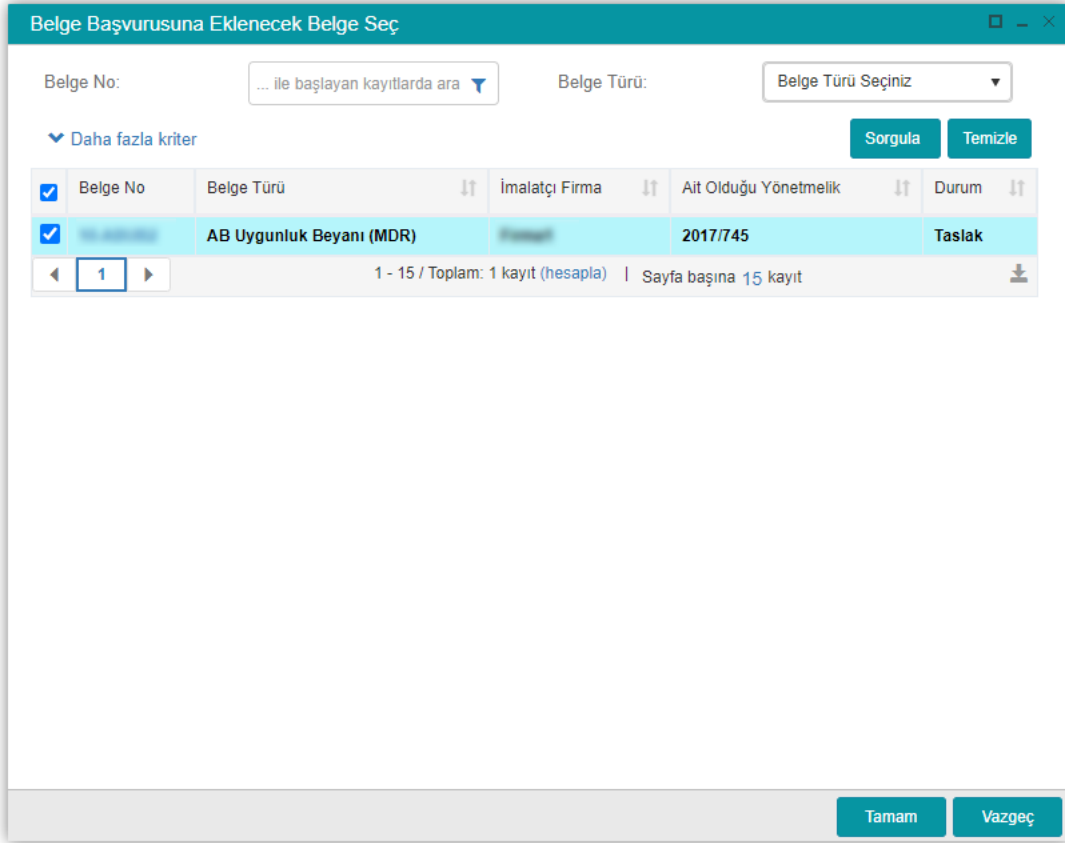 Belge Başvurusuna Eklenecek Belge Seç
Belge No: ... ile başlayan kayıtlarda ara Belge Türü: Belge Türü Seçiniz
Daha fazla kriter Sorgula Temizle
Belge No Belge Türü İmalatçı Firma Ait Olduğu Yönetmelik Durum
AB Uygunluk Beyanı (MDR) 2017/745 Taslak
1 1 - 15 / Toplam: 1 kayıt (hesapla) | Sayfa başına 15 kayıt
Tamam Vazgeç